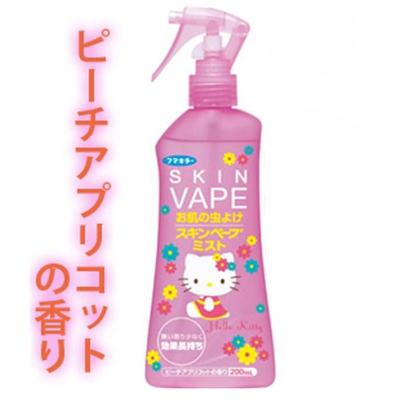 ピーチアプリコット
の香り
フマキラー
SKIN
VAPE
お肌の虫よけ
スキンベープ
ミスト
Hello Kitty
効果長持ち
ピーチアプリコットの香り 200mL